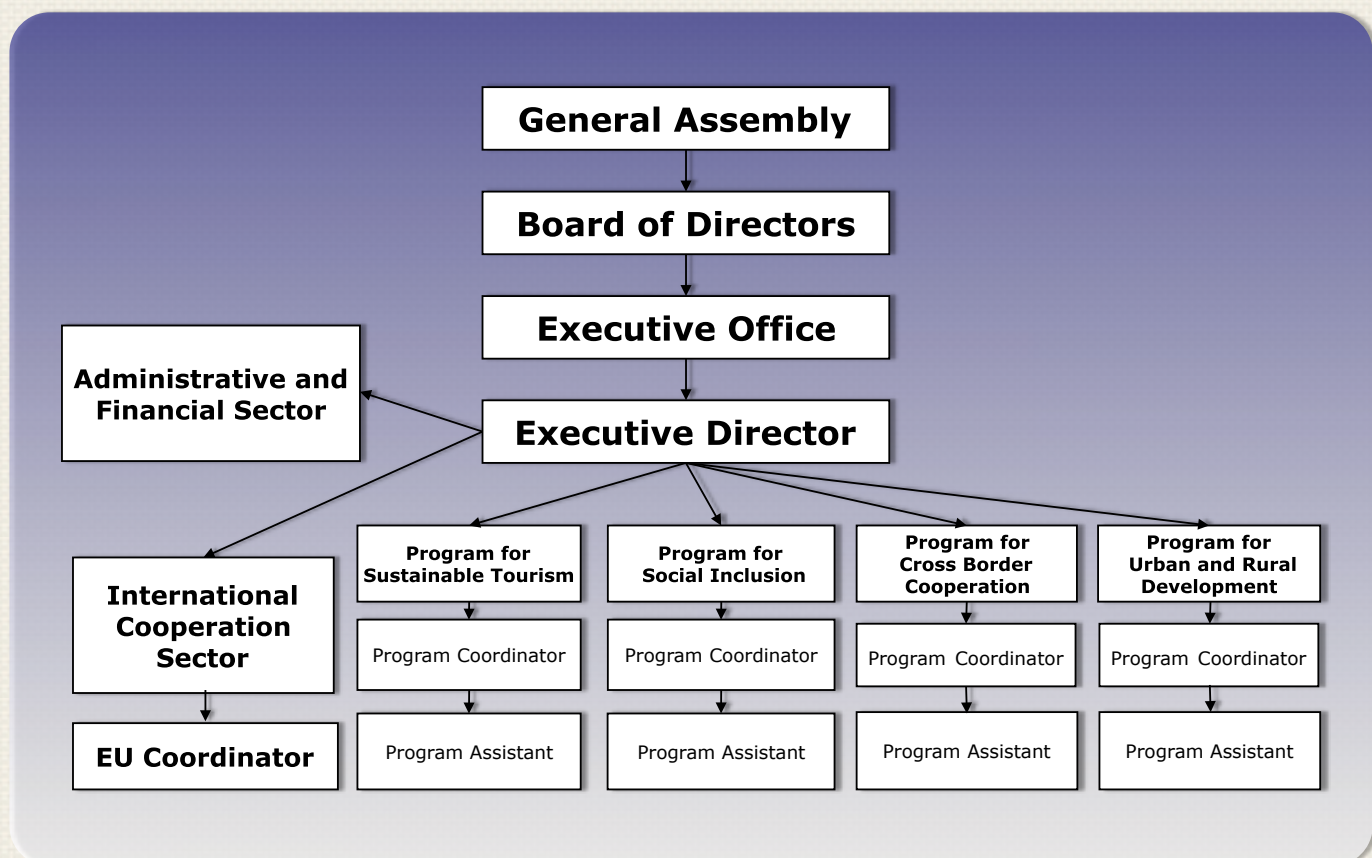 General Assembly
Board of Directors
Executive Office
Administrative and
Financial Sector
Executive Director
International
Cooperation
Sector
EU Coordinator
Program for
Sustainable Tourism
Program Coordinator
Program Assistant
Program for
Social Inclusion
Program Coordinator
Program Assistant
Program for
Cross Border
Cooperation
Program Coordinator
Program Assistant
Program for
Urban and Rural
Development
Program Coordinator
Program Assistant